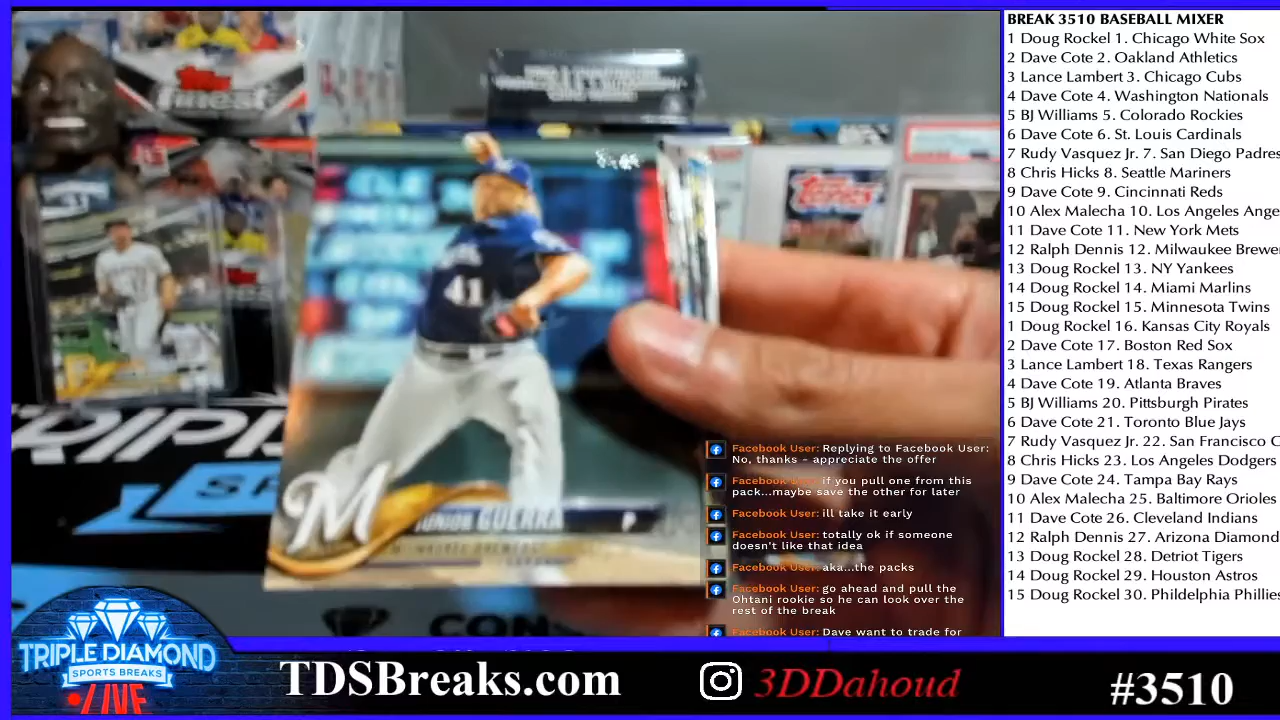 BREAK 3510 BASEBALL MIXER
1 Doug Rockel 1. Chicago White Sox
2 Dave Cote 2. Oakland Athletics
3 Lance Lambert 3. Chicago Cubs
4 Dave Cote 4. Washington Nationals
5 BJ Williams 5. Colorado Rockies
6 Dave Cote 6. St. Louis Cardinals
7 Rudy Vasquez Jr. 7. San Diego Padres
8 Chris Hicks 8. Seattle Mariners
9 Dave Cote 9. Cincinnati Reds
10 Alex Malecha 10. Los Angeles Ange
11 Dave Cote 11. New York Mets
12 Ralph Dennis 12. Milwaukee Brewe
13 Doug Rockel 13. NY Yankees
14 Doug Rockel 14. Miami Marlins
15 Doug Rockel 15. Minnesota Twins
1 Doug Rockel 16. Kansas City Royals
2 Dave Cote 17. Boston Red Sox
3 Lance Lambert 18. Texas Rangers
4 Dave Cote 19. Atlanta Braves
5 BJ Williams 20. Pittsburgh Pirates
6 Dave Cote 21. Toronto Blue Jays
7 Rudy Vasquez Jr. 22. San Francisco
8 Chris Hicks 23. Los Angeles Dodgers
9 Dave Cote 24. Tampa Bay Rays
10 Alex Malecha 25. Baltimore Orioles
11 Dave Cote 26. Cleveland Indians
12 Ralph Dennis 27. Arizona Diamond
13 Doug Rockel 28. Detriot Tigers
14 Doug Rockel 29. Houston Astros
15 Doug Rockel 30. Phildelphia Phillies
topps
finest
topps
41
M
JUNIOR GUERRA P
Facebook User: Replying to Facebook User:
No, thanks - appreciate the offer
Facebook User: if you pull one from this
pack...maybe save the other for later
Facebook User: ill take it early
Facebook User: totally ok if someone
doesn't like that idea
Facebook User: aka...the packs
Facebook User: go ahead and pull the
Ohtani rookie so he can look over the
rest of the break
Facebook User: Dave want to trade for
TRIPLE DIAMOND
SPORTS BREAKS
LIVE
TDSBreaks.com
3DDahoud
#3510